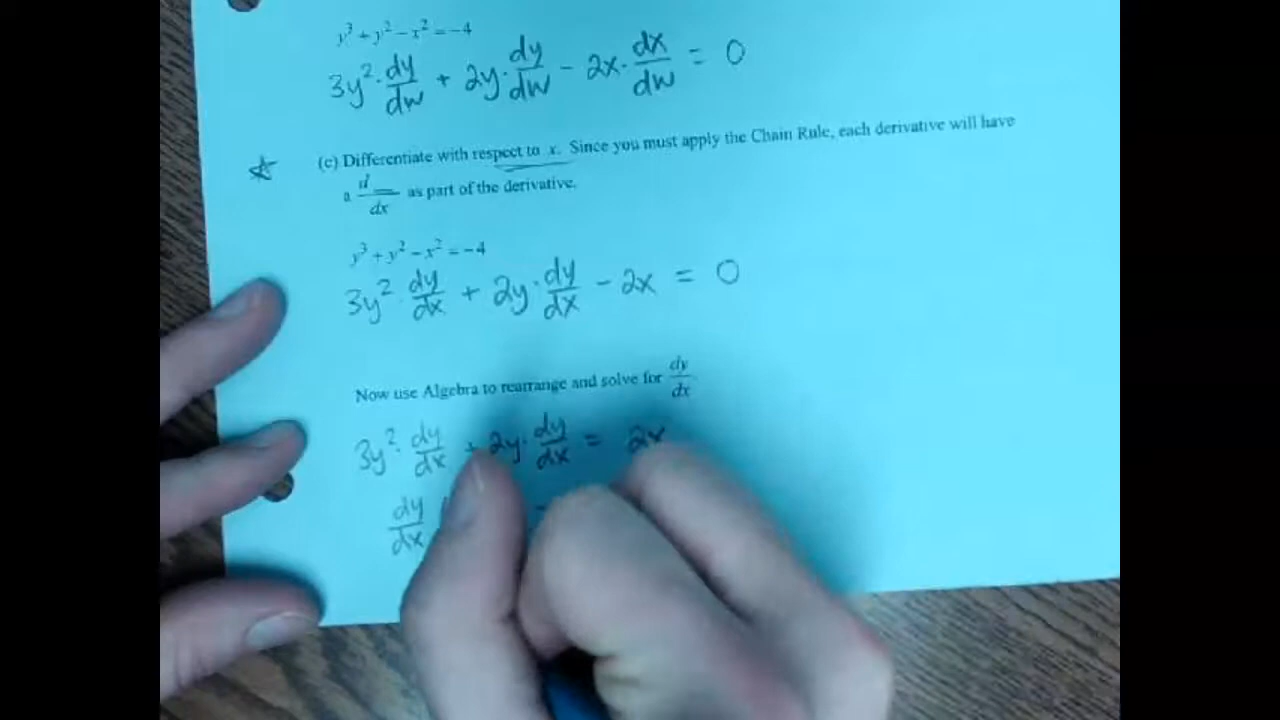 y³ + y² − x² = −4
3y² · dy/dw + 2y · dy/dw − 2x · dx/dw = 0
☆ (c) Differentiate with respect to x. Since you must apply the Chain Rule, each derivative will have
a d__/dx as part of the derivative.
y³ + y² − x² = −4
3y² · dy/dx + 2y · dy/dx − 2x = 0
Now use Algebra to rearrange and solve for dy/dx
3y² · dy/dx + 2y · dy/dx = 2x
dy/dx